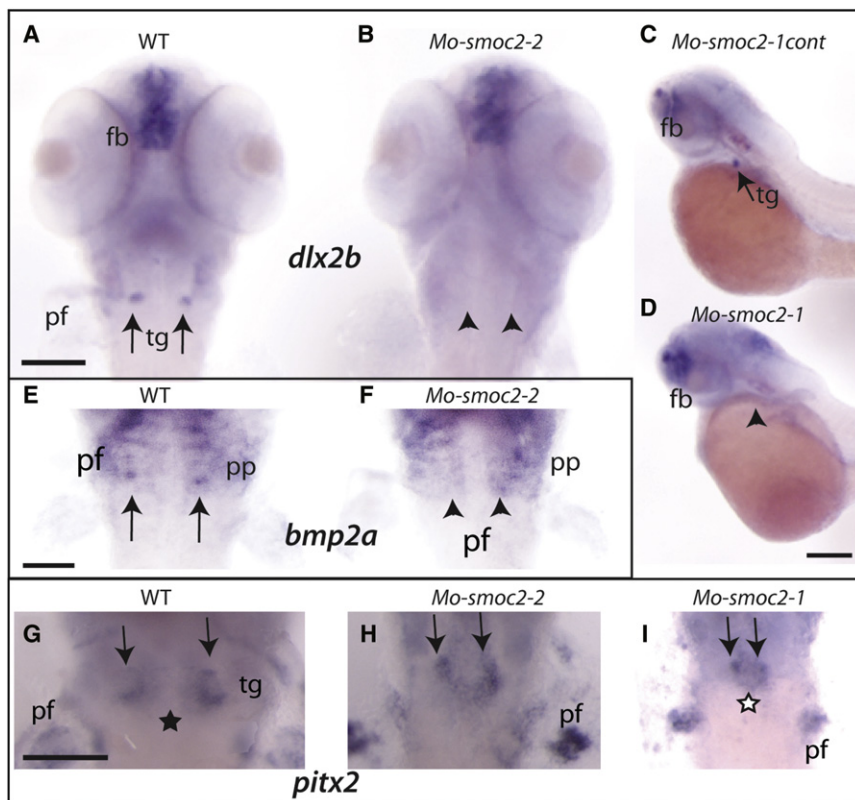 A WT
B Mo-smoc2-2
C Mo-smoc2-1cont
fb
fb
pf
tg
dlx2b
tg
D Mo-smoc2-1
fb
E WT
F Mo-smoc2-2
pf
pp
pp
bmp2a
pf
WT
Mo-smoc2-2
Mo-smoc2-1
G
H
I
pf
tg
pf
pf
pitx2